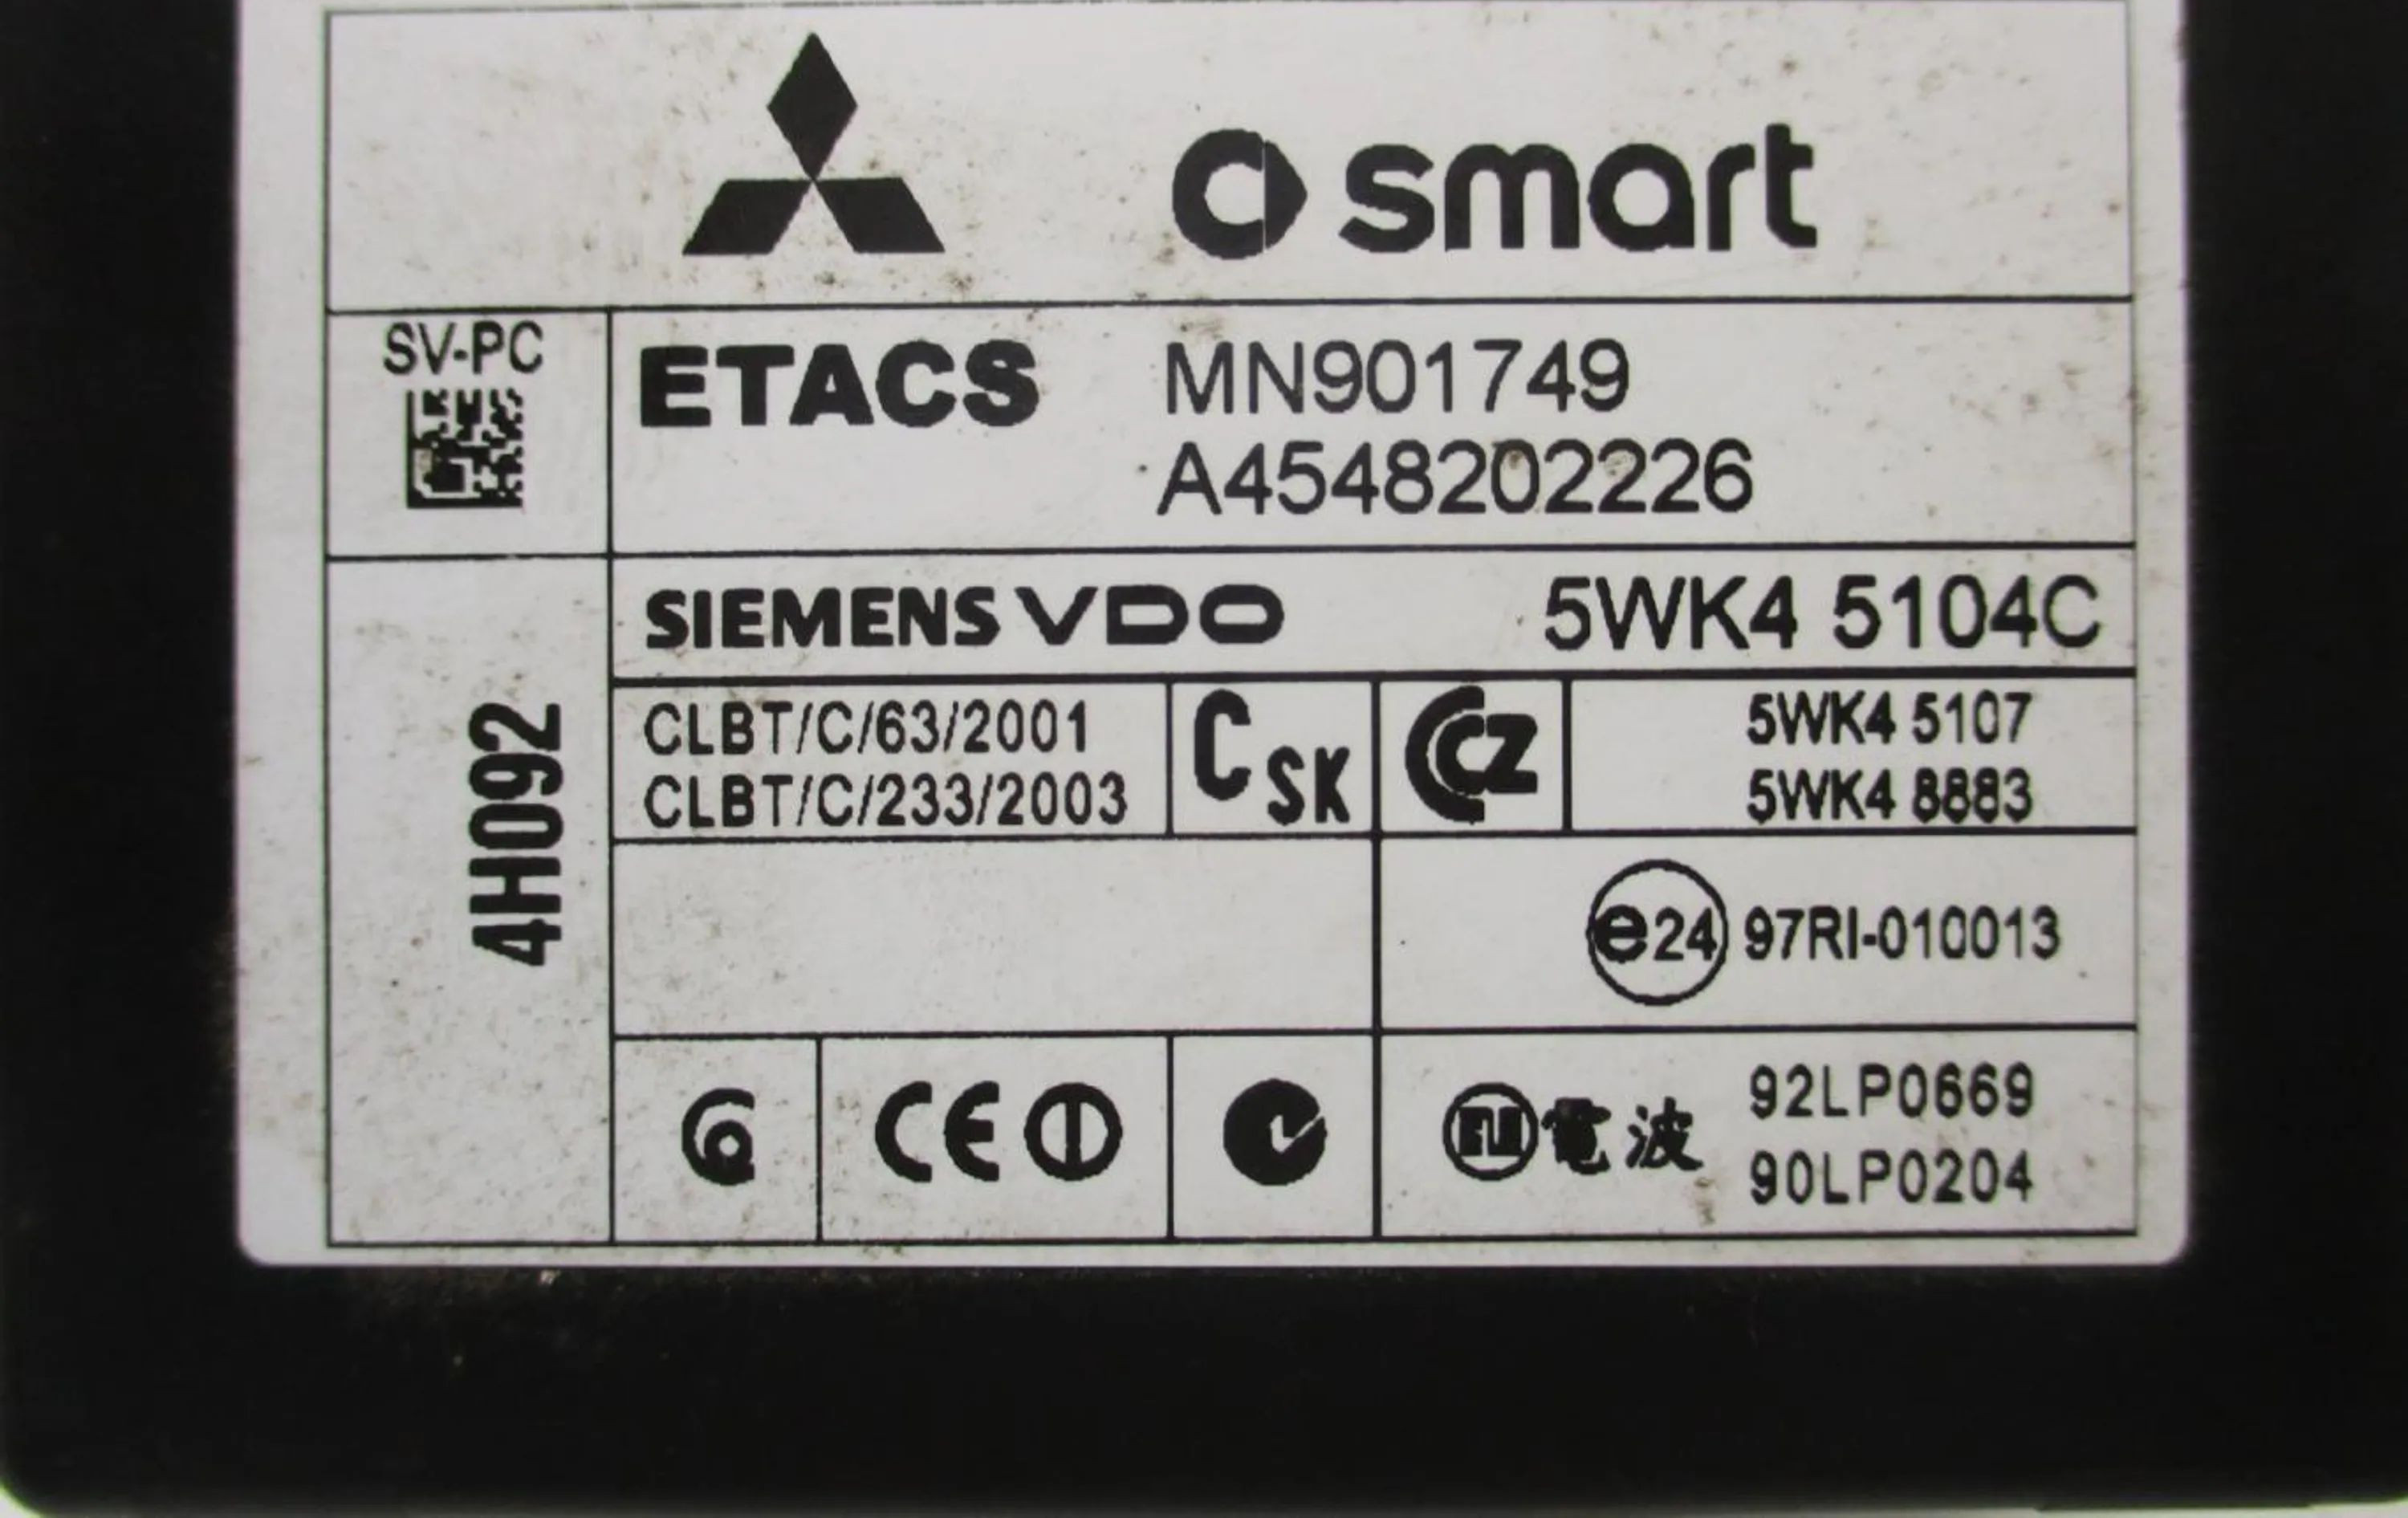 smart
SV-PC
ETACS MN901749
A4548202226
SIEMENS VDO 5WK4 5104C
4H092
CLBT/C/63/2001
CLBT/C/233/2003
CSK
CCZ
5WK4 5107
5WK4 8883
e24 97RI-010013
CE
電波
92LP0669
90LP0204